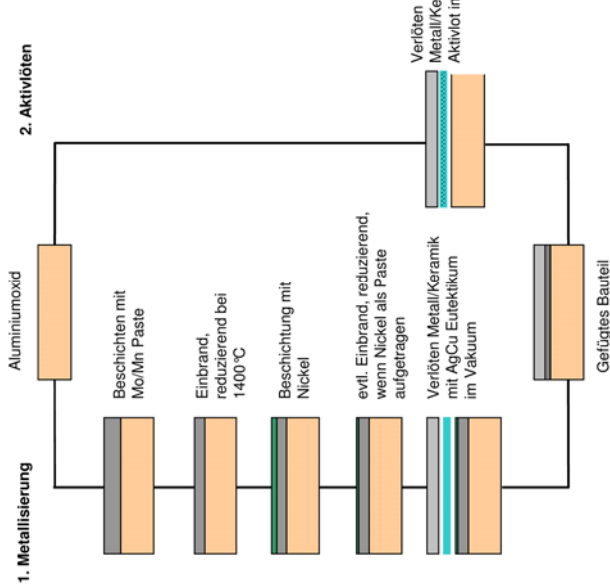 1. Metallisierung
2. Aktivlöten
Aluminiumoxid
Beschichten mit
Mo/Mn Paste
Einbrand,
reduzierend bei
1400°C
Beschichtung mit
Nickel
evtl. Einbrand, reduzierend,
wenn Nickel als Paste
aufgetragen
Verlöten Metall/Keramik
mit AgCu Eutektikum
im Vakuum
Verlöten
Metall/Ke
Aktivlot i
Gefügtes Bauteil